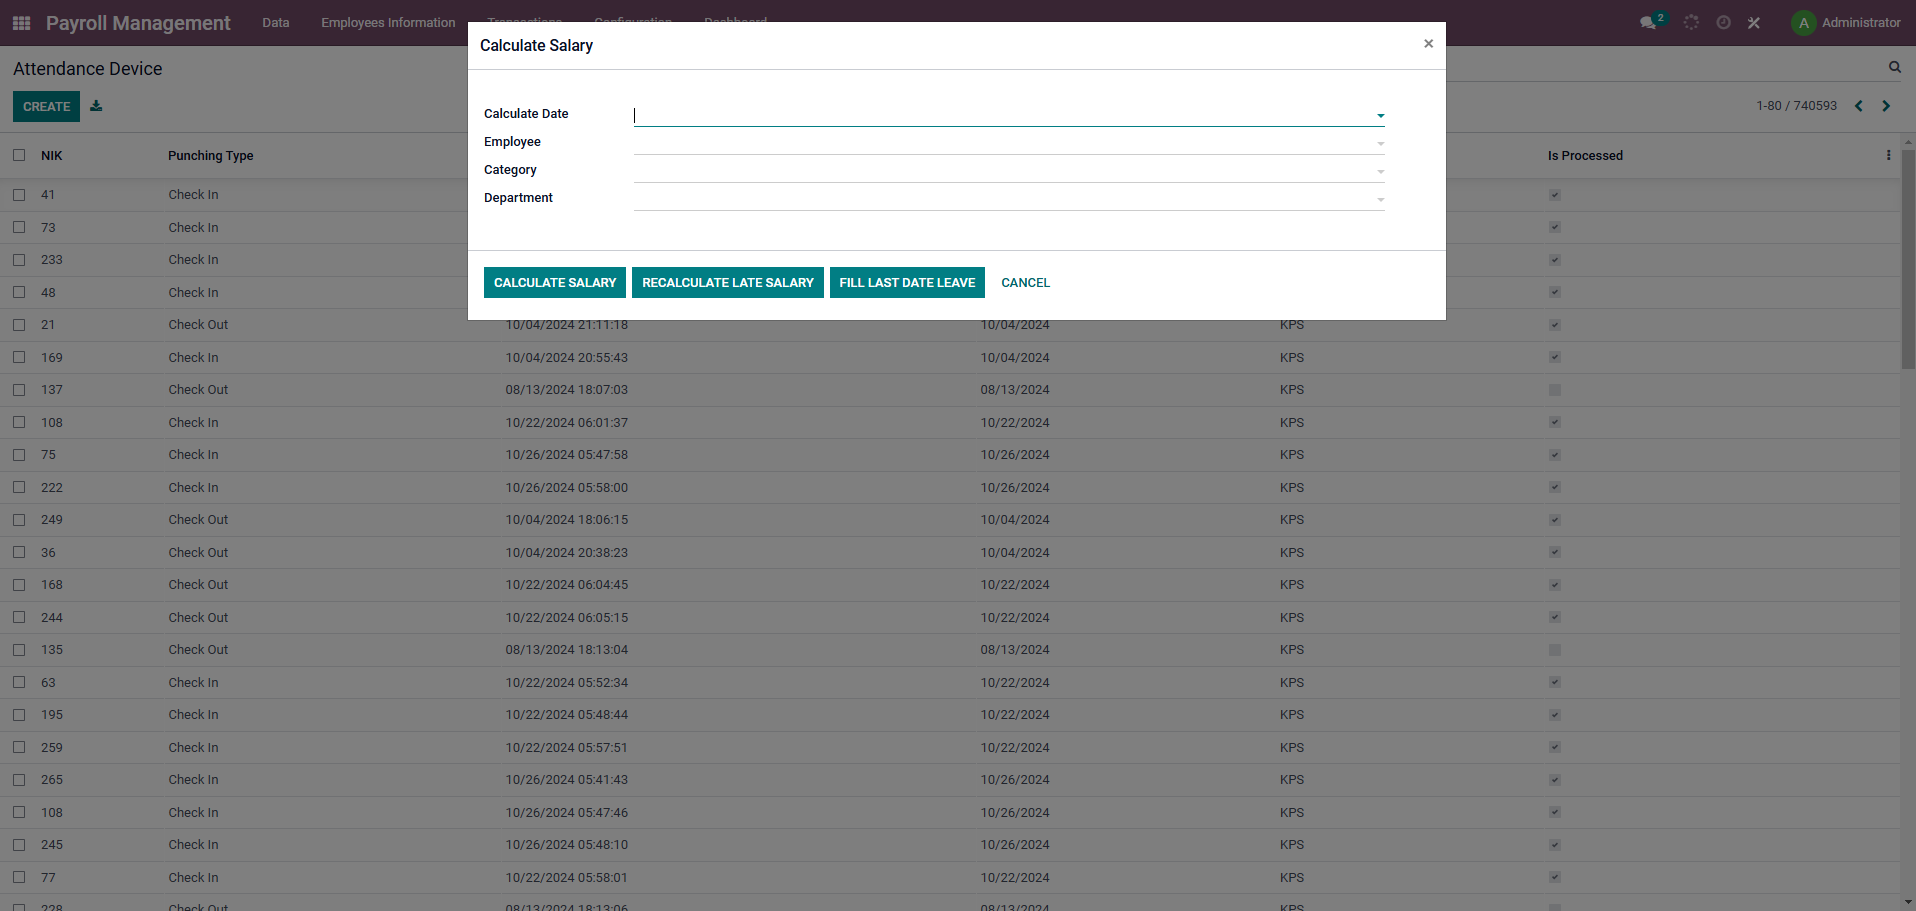 Payroll Management Data Employees Information Transactions Configuration Dashboard 2 A Administrator
Calculate Salary ×
Attendance Device
CREATE
1-80 / 740593
Calculate Date
Employee
Category
Department
NIK Punching Type Is Processed
41 Check In
73 Check In
233 Check In
48 Check In
CALCULATE SALARY RECALCULATE LATE SALARY FILL LAST DATE LEAVE CANCEL
21 Check Out 10/04/2024 21:11:18 10/04/2024 KPS
169 Check In 10/04/2024 20:55:43 10/04/2024 KPS
137 Check Out 08/13/2024 18:07:03 08/13/2024 KPS
108 Check In 10/22/2024 06:01:37 10/22/2024 KPS
75 Check In 10/26/2024 05:47:58 10/26/2024 KPS
222 Check In 10/26/2024 05:58:00 10/26/2024 KPS
249 Check Out 10/04/2024 18:06:15 10/04/2024 KPS
36 Check Out 10/04/2024 20:38:23 10/04/2024 KPS
168 Check Out 10/22/2024 06:04:45 10/22/2024 KPS
244 Check Out 10/22/2024 06:05:15 10/22/2024 KPS
135 Check Out 08/13/2024 18:13:04 08/13/2024 KPS
63 Check In 10/22/2024 05:52:34 10/22/2024 KPS
195 Check In 10/22/2024 05:48:44 10/22/2024 KPS
259 Check In 10/22/2024 05:57:51 10/22/2024 KPS
265 Check In 10/26/2024 05:41:43 10/26/2024 KPS
108 Check In 10/26/2024 05:47:46 10/26/2024 KPS
245 Check In 10/26/2024 05:48:10 10/26/2024 KPS
77 Check In 10/22/2024 05:58:01 10/22/2024 KPS
228 Check Out 08/13/2024 18:13:06 08/13/2024 KPS